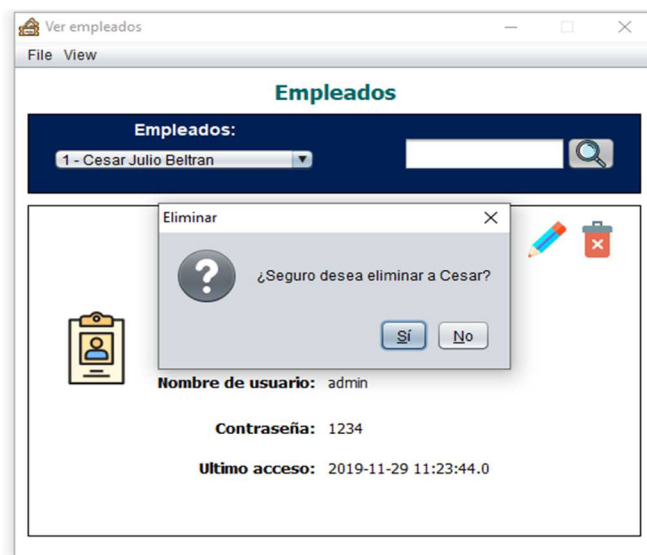 Ver empleados
File View
Empleados
Empleados:
1 - Cesar Julio Beltran
Eliminar
¿Seguro desea eliminar a Cesar?
Sí No
Nombre de usuario: admin
Contraseña: 1234
Ultimo acceso: 2019-11-29 11:23:44.0